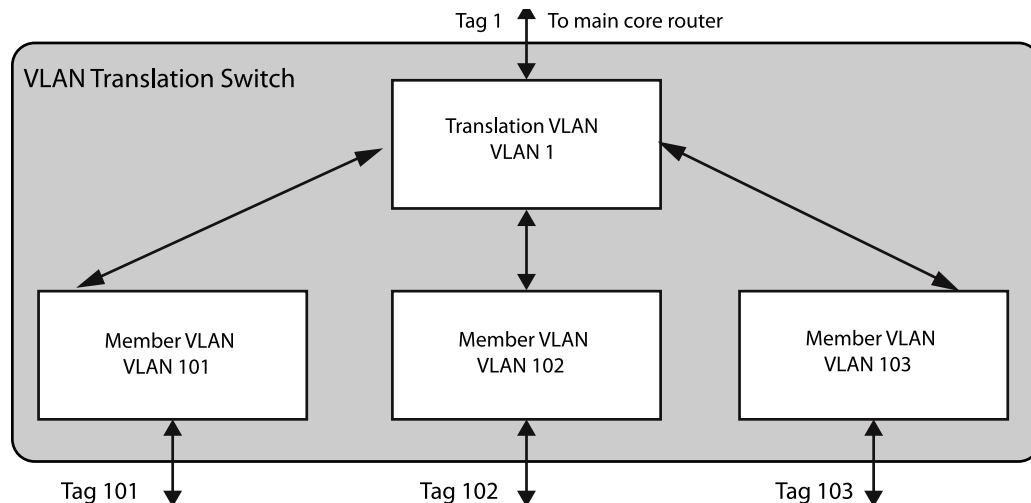 Tag 1 To main core router
VLAN Translation Switch
Translation VLAN
VLAN 1
Member VLAN
VLAN 101
Member VLAN
VLAN 102
Member VLAN
VLAN 103
Tag 101
Tag 102
Tag 103